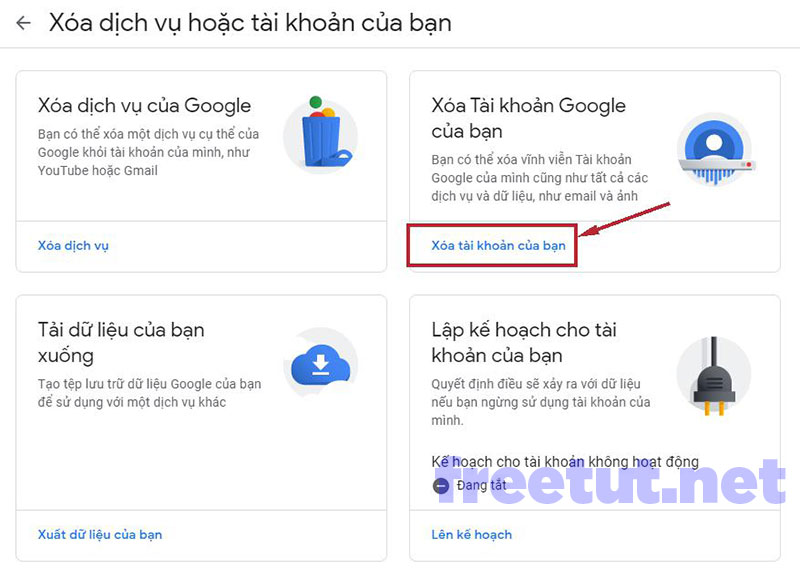 Xóa dịch vụ hoặc tài khoản của bạn
Xóa dịch vụ của Google
Bạn có thể xóa một dịch vụ cụ thể của
Google khỏi tài khoản của mình, như
YouTube hoặc Gmail
Xóa dịch vụ
Xóa Tài khoản Google
của bạn
Bạn có thể xóa vĩnh viễn Tài khoản
Google của mình cũng như tất cả các
dịch vụ và dữ liệu, như email và ảnh
Xóa tài khoản của bạn
Tải dữ liệu của bạn
xuống
Tạo tệp lưu trữ dữ liệu Google của bạn
để sử dụng với một dịch vụ khác
Xuất dữ liệu của bạn
Lập kế hoạch cho tài
khoản của bạn
Quyết định điều sẽ xảy ra với dữ liệu
nếu bạn ngừng sử dụng tài khoản của
mình.
Kế hoạch cho tài khoản không hoạt động
Đang tắt
freetut.net
Lên kế hoạch